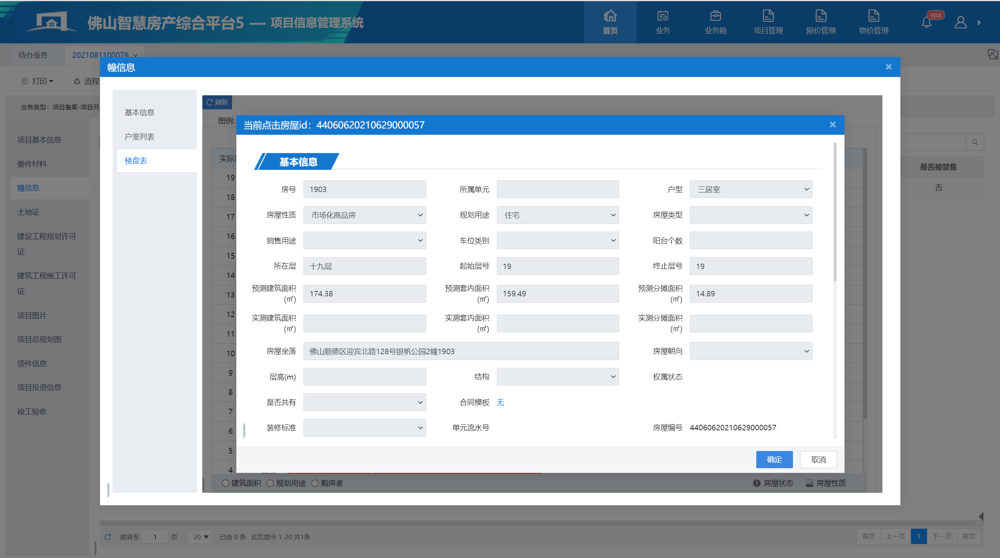 佛山智慧房产综合平台5 — 项目信息管理系统
首页 业务 业务箱 项目管理 限价管理 物价管理 984
待办业务 2021081100076
打印 流程
业务类型：项目备案-项目开
项目基本信息
要件材料
幢信息
土地证
建设工程规划许可
证
建筑工程施工许可
证
项目图片
项目总规划图
领件信息
项目投资信息
竣工验收
是否被禁售
否
幢信息
基本信息
户室列表
楼盘表
刷新
图例:
实际
19
18
17
16
15
14
13
12
11
10
9
8
7
6
5
4
当前点击房屋id：44060620210629000057
基本信息
房号 1903 所属单元 户型 三居室
房屋性质 市场化商品房 规划用途 住宅 房屋类型
销售用途 车位类别 阳台个数
所在层 十九层 起始层号 19 终止层号 19
预测建筑面积(㎡) 174.38 预测套内面积(㎡) 159.49 预测分摊面积(㎡) 14.89
实测建筑面积(㎡) 实测套内面积(㎡) 实测分摊面积(㎡)
房屋坐落 佛山顺德区迎宾北路128号银帆公园2幢1903 房屋朝向
层高(m) 结构 权属状态
是否共有 合同模板 无
装修标准 单元流水号 房屋编号 44060620210629000057
确定 取消
建筑面积 规划用途 购房者 房屋状态 房屋性质
跳转至 1 页 20 已选 0 条 此页显示 1-20 共1条 首页 上一页 1 下一页 尾页